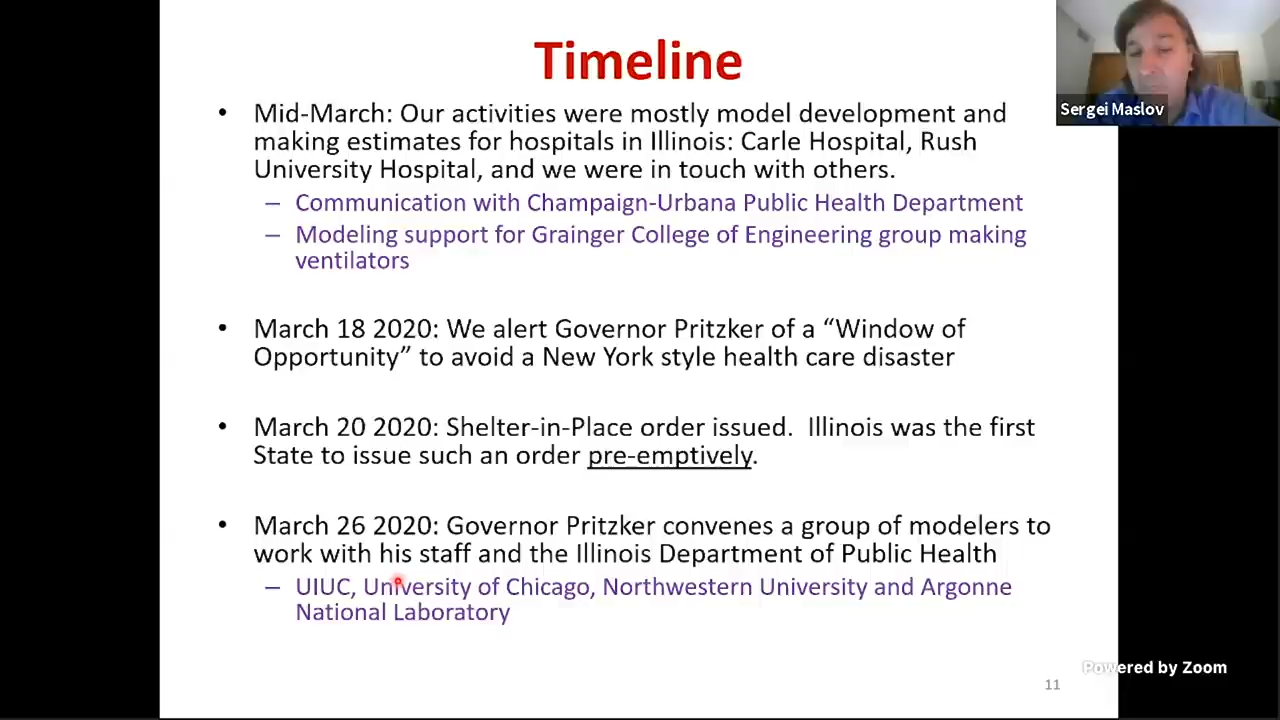 Timeline
• Mid-March: Our activities were mostly model development and
making estimates for hospitals in Illinois: Carle Hospital, Rush
University Hospital, and we were in touch with others.
– Communication with Champaign-Urbana Public Health Department
– Modeling support for Grainger College of Engineering group making
ventilators
• March 18 2020: We alert Governor Pritzker of a “Window of
Opportunity” to avoid a New York style health care disaster
• March 20 2020: Shelter-in-Place order issued. Illinois was the first
State to issue such an order pre-emptively.
• March 26 2020: Governor Pritzker convenes a group of modelers to
work with his staff and the Illinois Department of Public Health
– UIUC, University of Chicago, Northwestern University and Argonne
National Laboratory
11
Sergei Maslov
Powered by Zoom